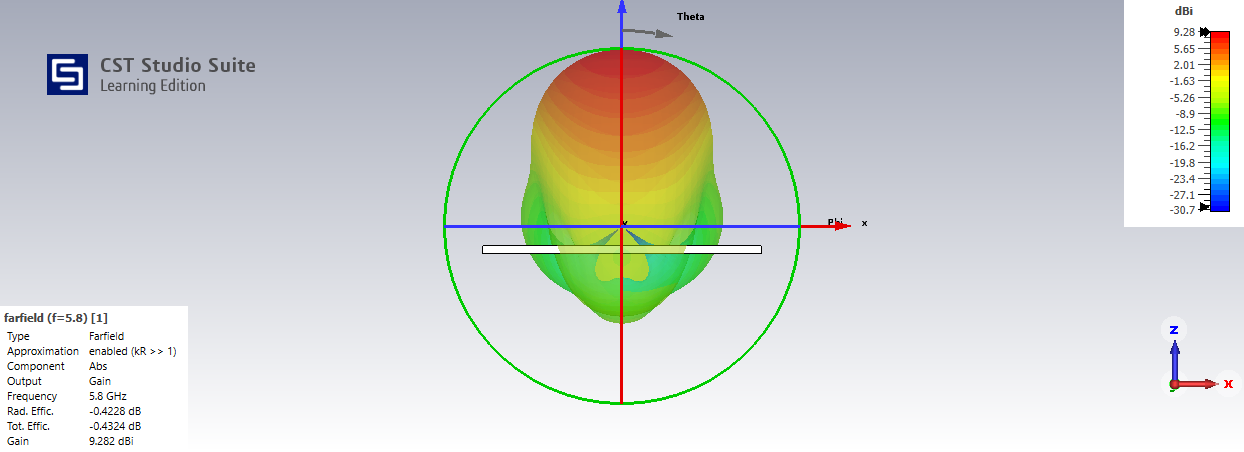 Theta
CST Studio Suite
Learning Edition
dBi
9.28
5.65
2.01
-1.63
-5.26
-8.9
-12.5
-16.2
-19.8
-23.4
-27.1
-30.7
Y
Phi
x
farfield (f=5.8) [1]
Type Farfield
Approximation enabled (kR >> 1)
Component Abs
Output Gain
Frequency 5.8 GHz
Rad. Effic. -0.4228 dB
Tot. Effic. -0.4324 dB
Gain 9.282 dBi
Z
X